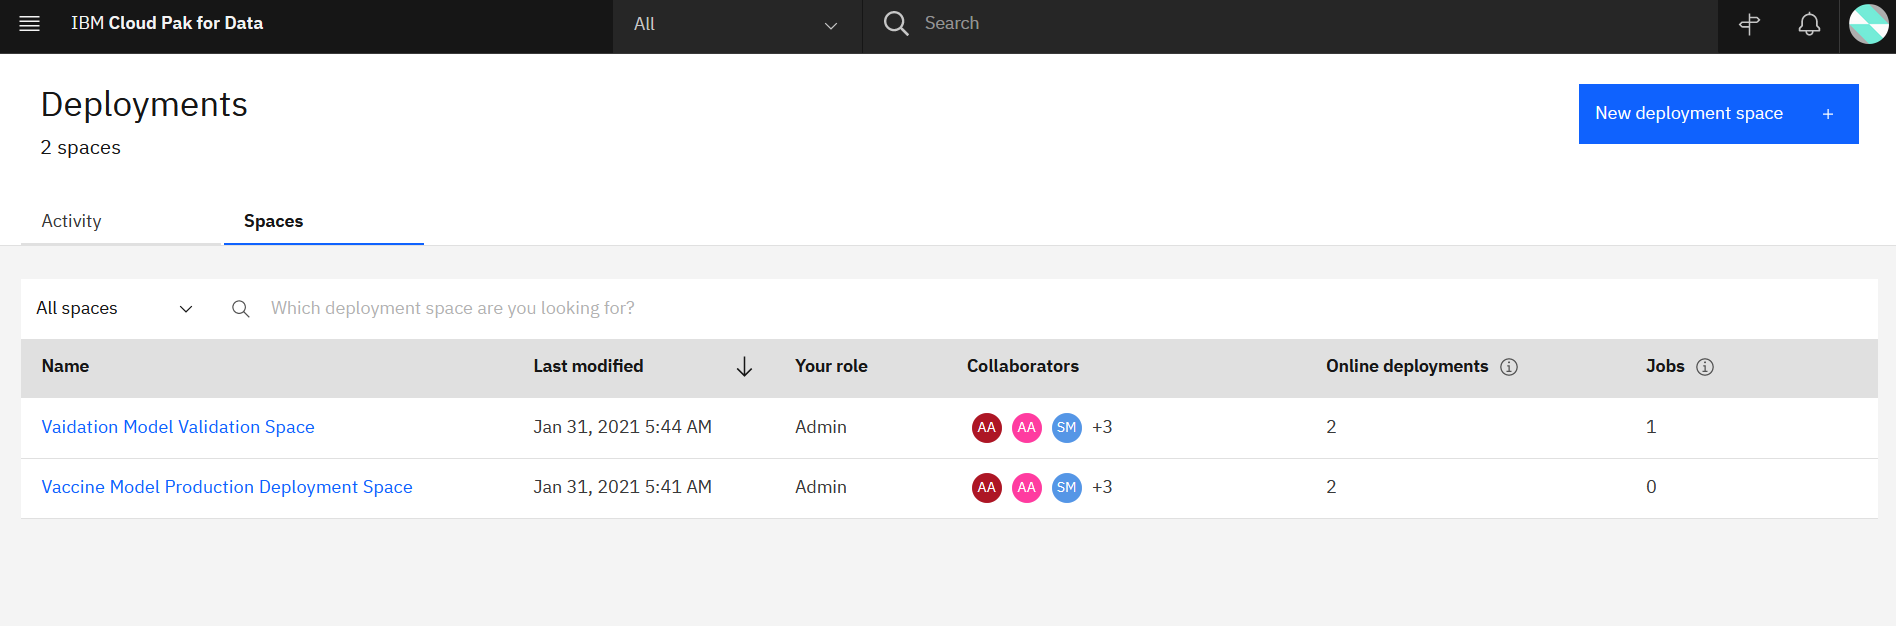 IBM Cloud Pak for Data
All
Search
Deployments
2 spaces
New deployment space +
Activity
Spaces
All spaces
Which deployment space are you looking for?
Name Last modified Your role Collaborators Online deployments Jobs
Vaidation Model Validation Space Jan 31, 2021 5:44 AM Admin AA AA SM +3 2 1
Vaccine Model Production Deployment Space Jan 31, 2021 5:41 AM Admin AA AA SM +3 2 0